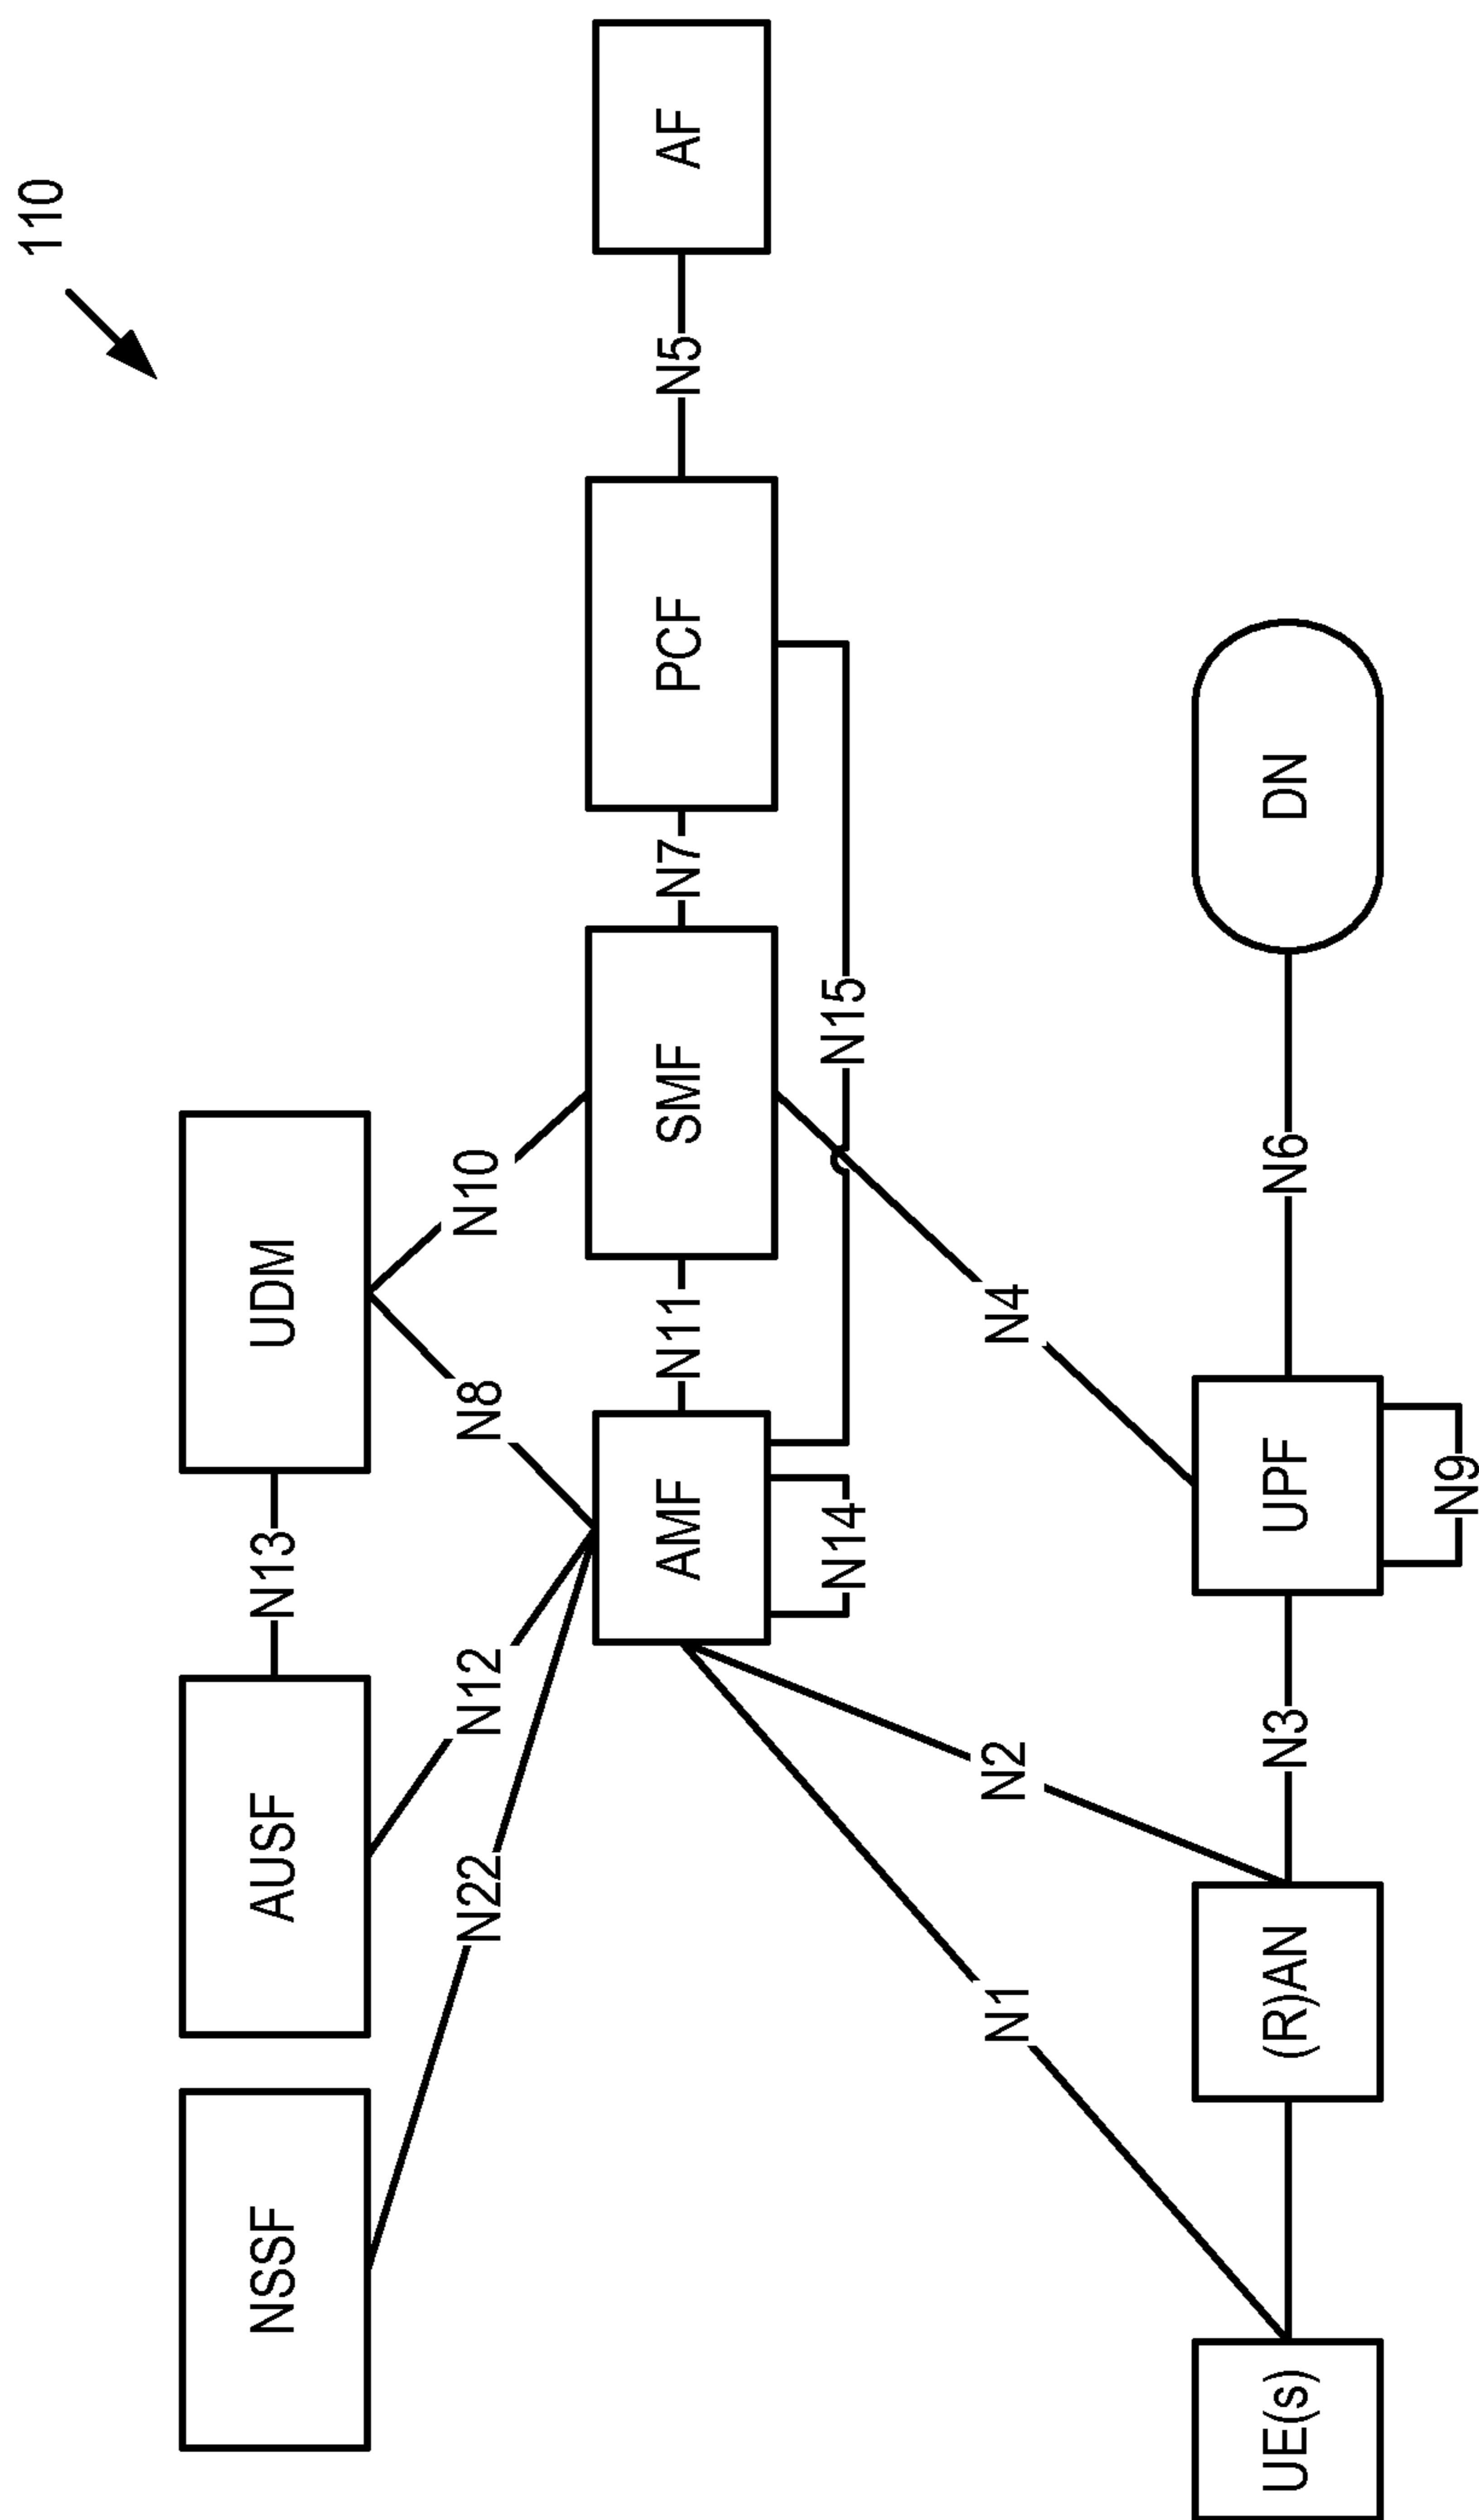 110
NSSF
AUSF
N13
UDM
N22
N12
N8
N10
AMF
N11
SMF
N7
PCF
N5
AF
N14
N15
N1
N2
N4
UE(s)
(R)AN
N3
UPF
N6
DN
N9